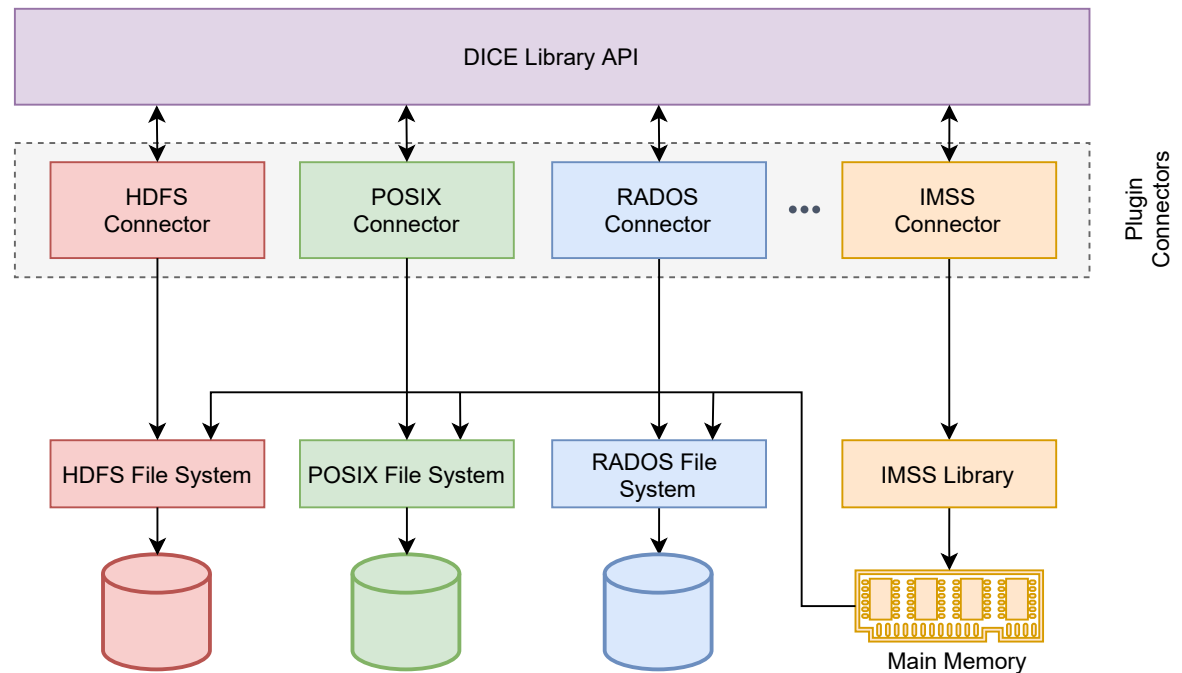 DICE Library API
HDFS
Connector
POSIX
Connector
RADOS
Connector
IMSS
Connector
Plugin
Connectors
HDFS File System
POSIX File System
RADOS File
System
IMSS Library
Main Memory